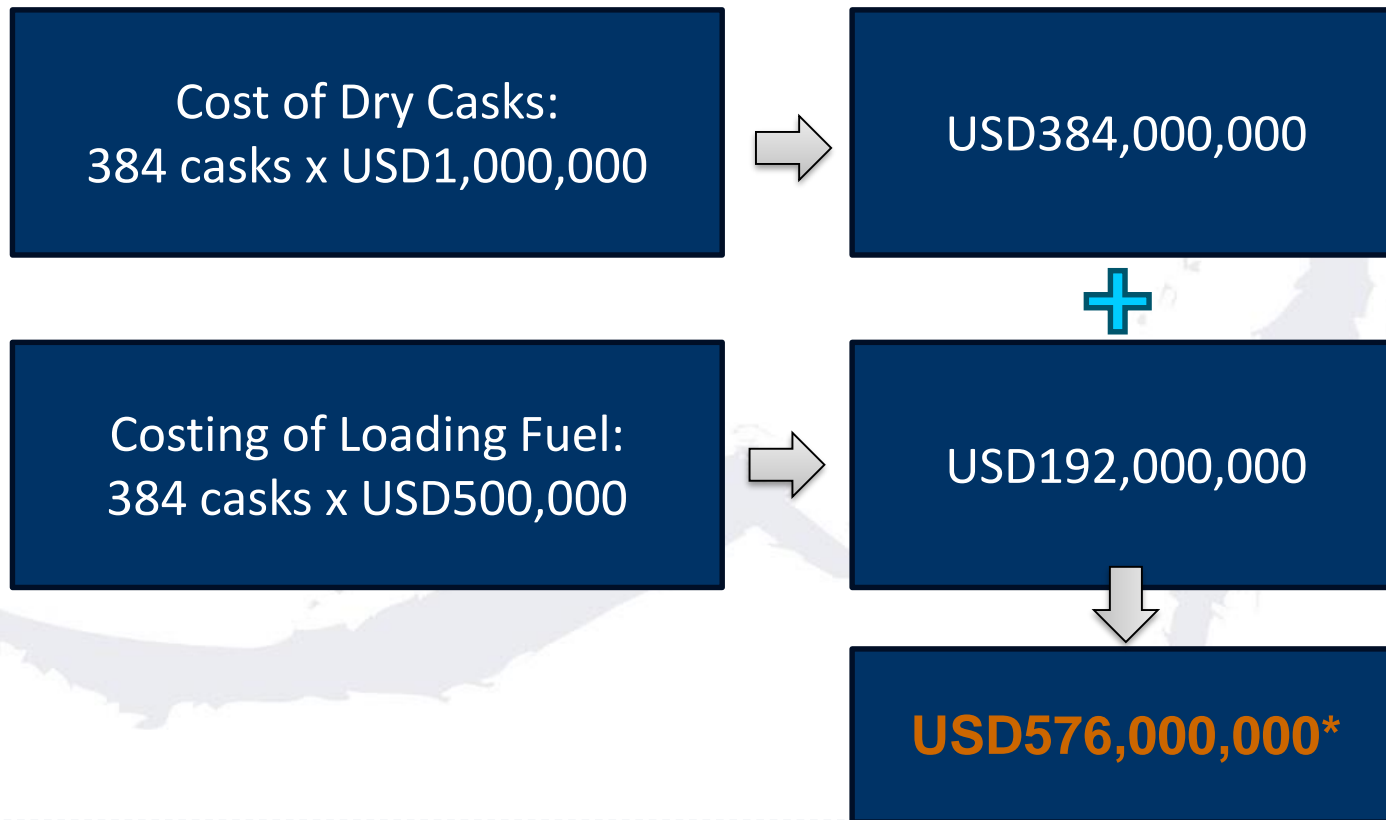 Cost of Dry Casks:
384 casks x USD1,000,000
USD384,000,000
Costing of Loading Fuel:
384 casks x USD500,000
USD192,000,000
USD576,000,000*